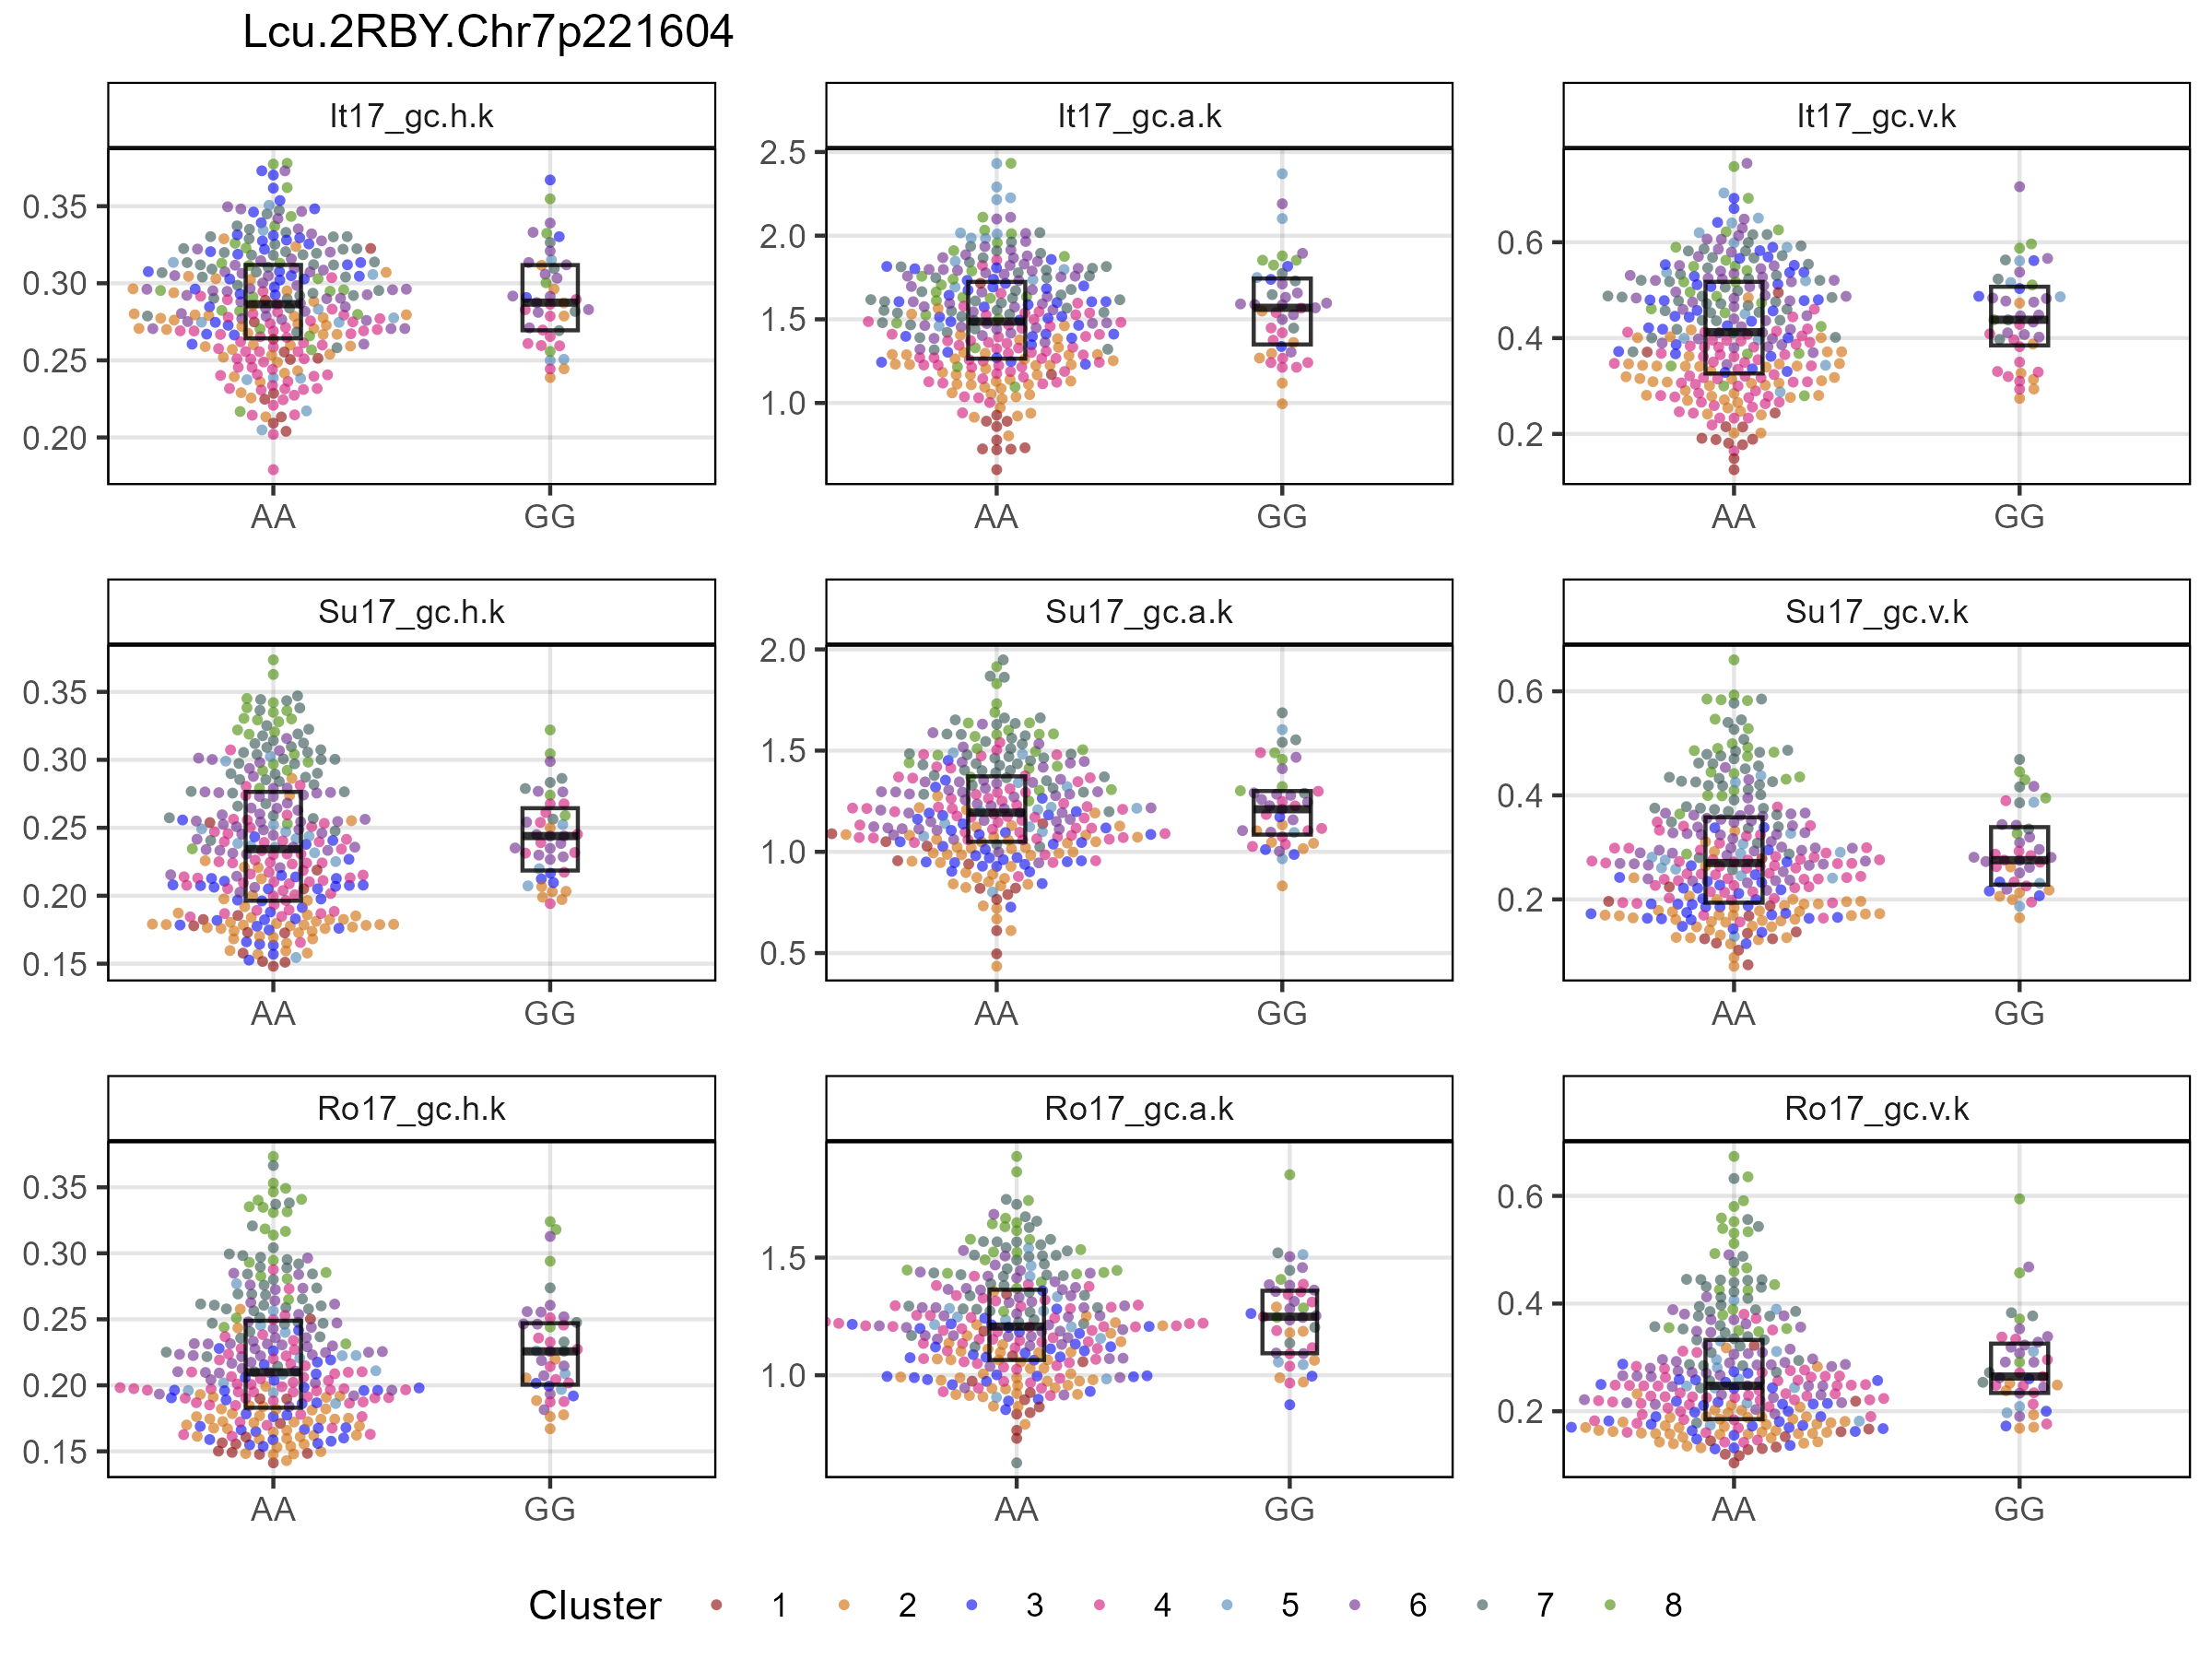 Lcu.2RBY.Chr7p221604
It17_gc.h.k
It17_gc.a.k
It17_gc.v.k
0.35
0.30
0.25
0.20
AA
GG
2.5
2.0
1.5
1.0
AA
GG
0.6
0.4
0.2
AA
GG
Su17_gc.h.k
Su17_gc.a.k
Su17_gc.v.k
0.35
0.30
0.25
0.20
0.15
AA
GG
2.0
1.5
1.0
0.5
AA
GG
0.6
0.4
0.2
AA
GG
Ro17_gc.h.k
Ro17_gc.a.k
Ro17_gc.v.k
0.35
0.30
0.25
0.20
0.15
AA
GG
1.5
1.0
AA
GG
0.6
0.4
0.2
AA
GG
Cluster 1 2 3 4 5 6 7 8